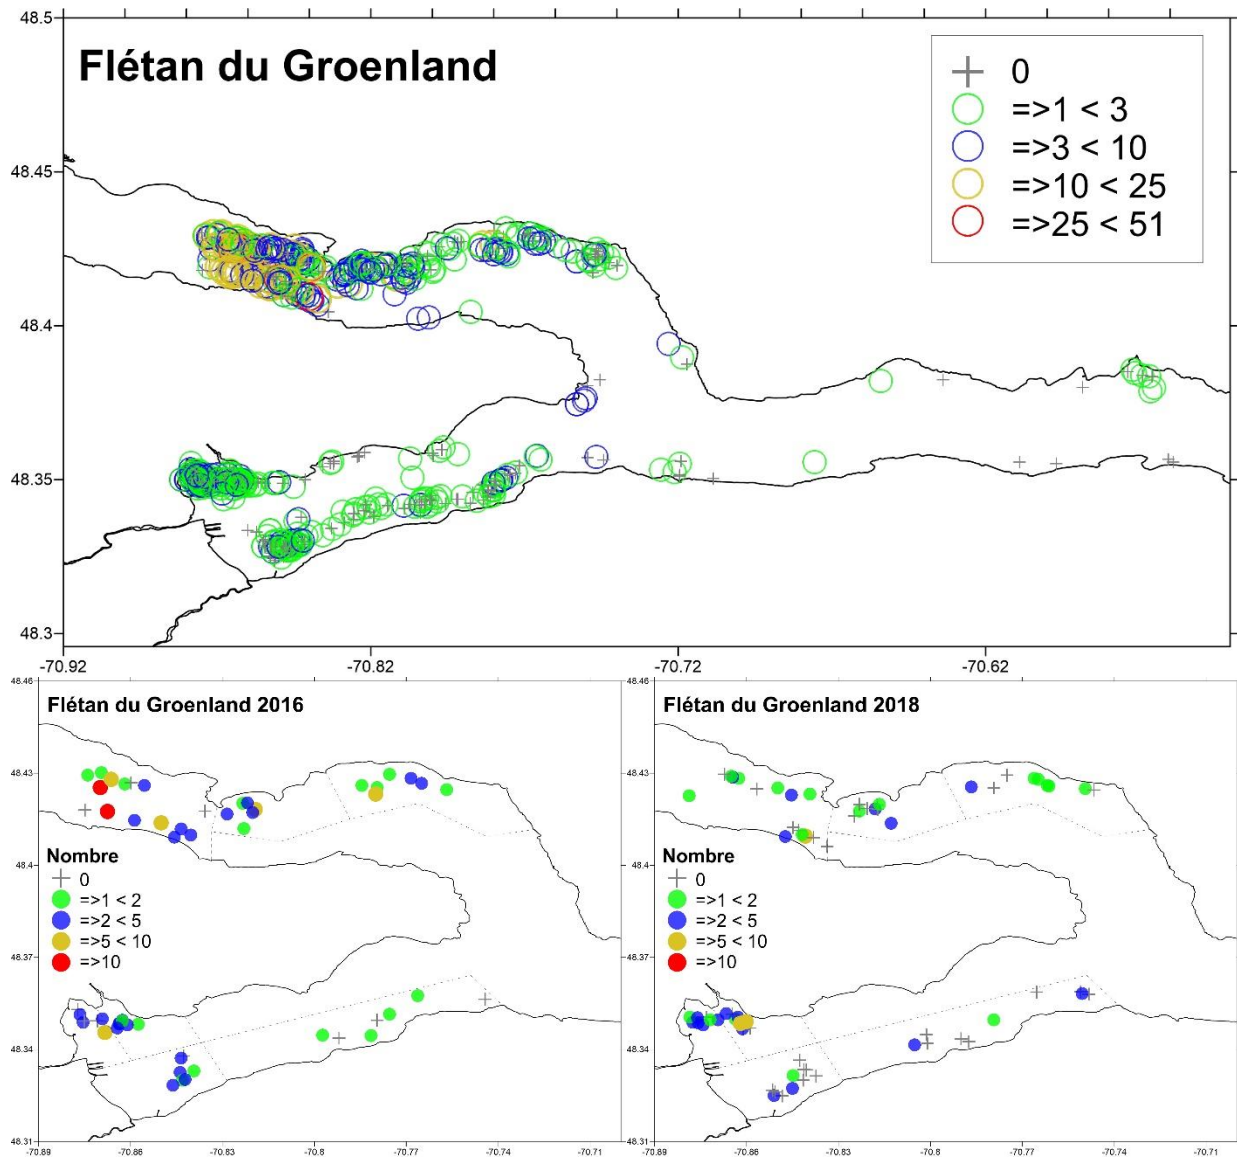 48.5
Flétan du Groenland
0
=>1 < 3
=>3 < 10
=>10 < 25
=>25 < 51
48.45
48.4
48.35
48.3
-70.92
-70.82
-70.72
-70.62
48.46
Flétan du Groenland 2016
48.43
48.4
Nombre
0
=>1 < 2
=>2 < 5
=>5 < 10
=>10
48.37
48.34
48.31
-70.89
-70.86
-70.83
-70.8
-70.77
-70.74
-70.71
48.46
Flétan du Groenland 2018
48.43
48.4
Nombre
0
=>1 < 2
=>2 < 5
=>5 < 10
=>10
48.37
48.34
48.31
-70.89
-70.86
-70.83
-70.8
-70.77
-70.74
-70.71